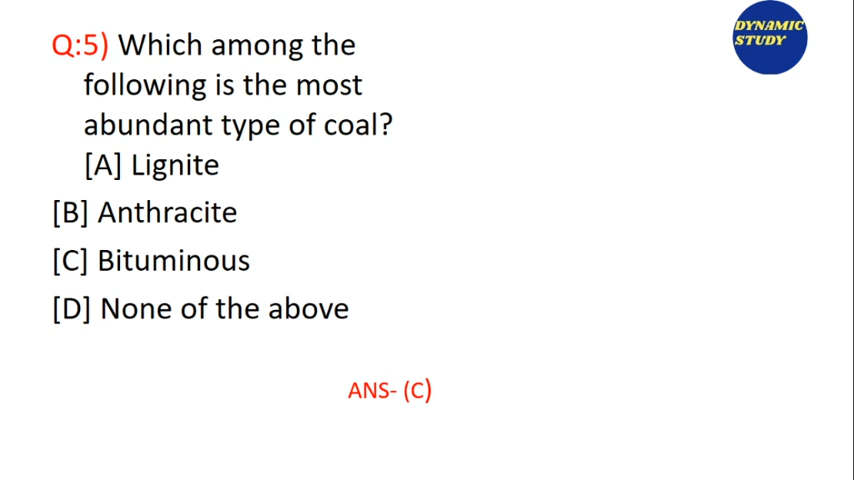 Q:5) Which among the
following is the most
abundant type of coal?
[A] Lignite
[B] Anthracite
[C] Bituminous
[D] None of the above
ANS- (C)
DYNAMIC
STUDY